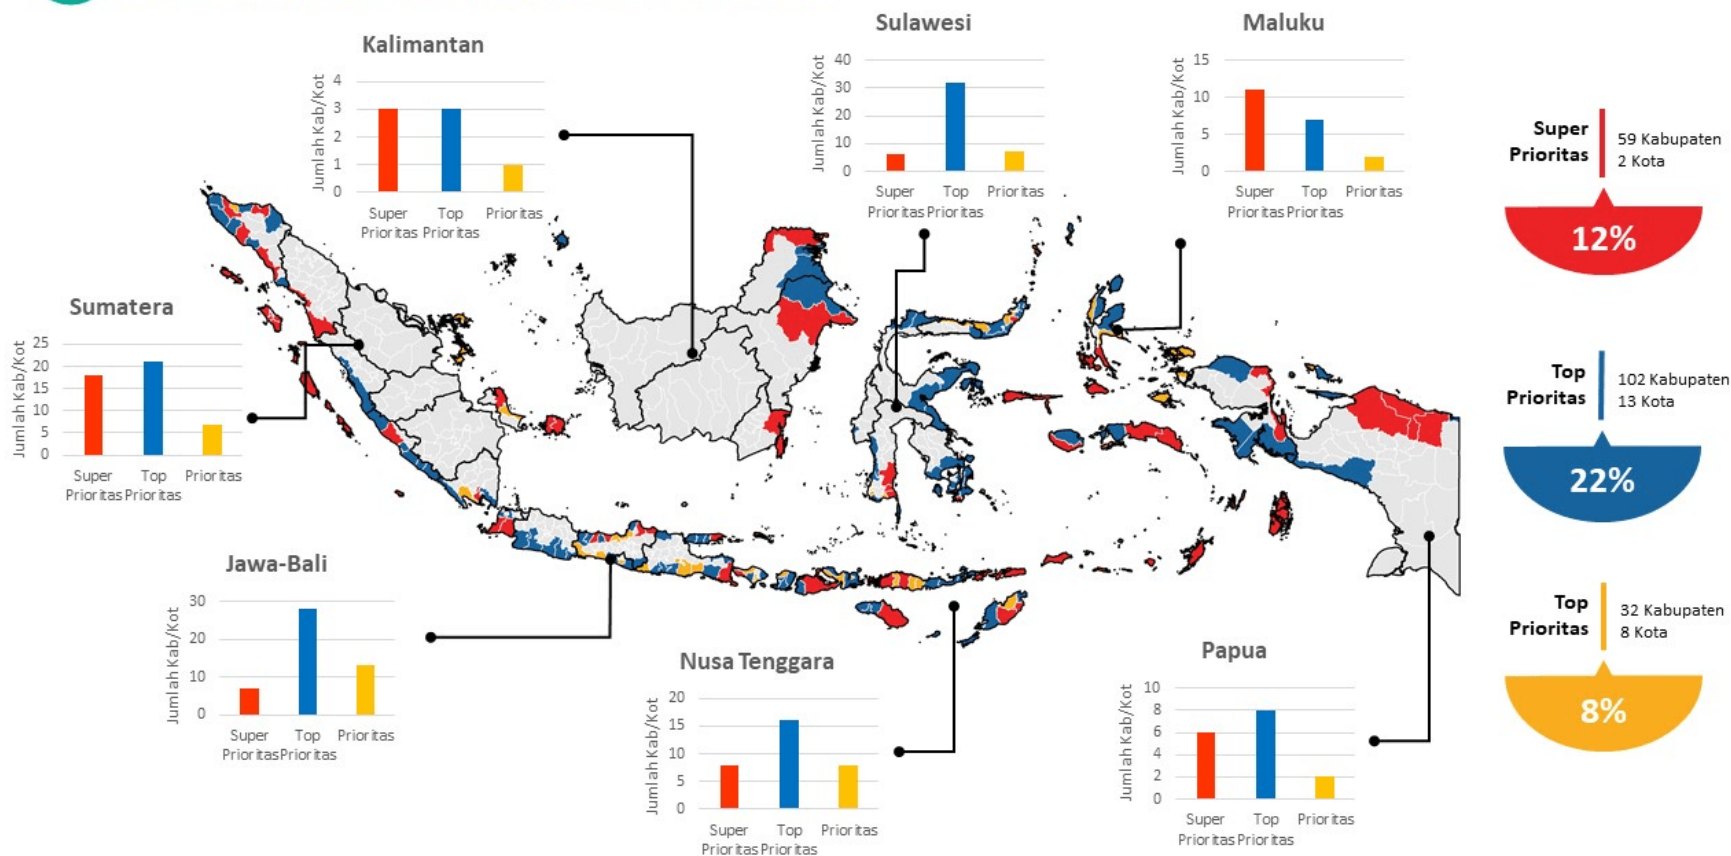 Kalimantan
Jumlah Kab/Kot
4
3
2
1
0
Super
Prioritas
Top
Prioritas
Prioritas
Sulawesi
Jumlah Kab/Kot
40
30
20
10
0
Super
Prioritas
Top
Prioritas
Prioritas
Maluku
Jumlah Kab/Kot
15
10
5
0
Super
Prioritas
Top
Prioritas
Prioritas
Super
Prioritas
59 Kabupaten
2 Kota
12%
Sumatera
Jumlah Kab/Kot
25
20
15
10
5
0
Super
Prioritas
Top
Prioritas
Prioritas
Top
Prioritas
102 Kabupaten
13 Kota
22%
Jawa-Bali
Jumlah Kab/Kot
30
20
10
0
Super
Prioritas
Top
Prioritas
Prioritas
Nusa Tenggara
Jumlah Kab/Kot
20
15
10
5
0
Super
Prioritas
Top
Prioritas
Prioritas
Papua
Jumlah Kab/Kot
10
8
6
4
2
0
Super
Prioritas
Top
Prioritas
Prioritas
Top
Prioritas
32 Kabupaten
8 Kota
8%